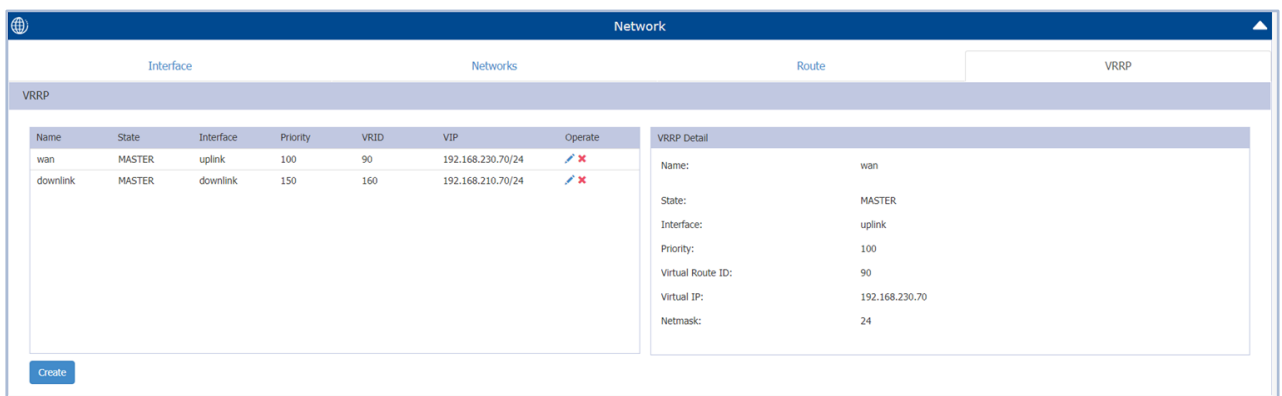 Network
Interface Networks Route VRRP
VRRP
Name State Interface Priority VRID VIP Operate
wan MASTER uplink 100 90 192.168.230.70/24
downlink MASTER downlink 150 160 192.168.210.70/24
Create
VRRP Detail
Name: wan
State: MASTER
Interface: uplink
Priority: 100
Virtual Route ID: 90
Virtual IP: 192.168.230.70
Netmask: 24